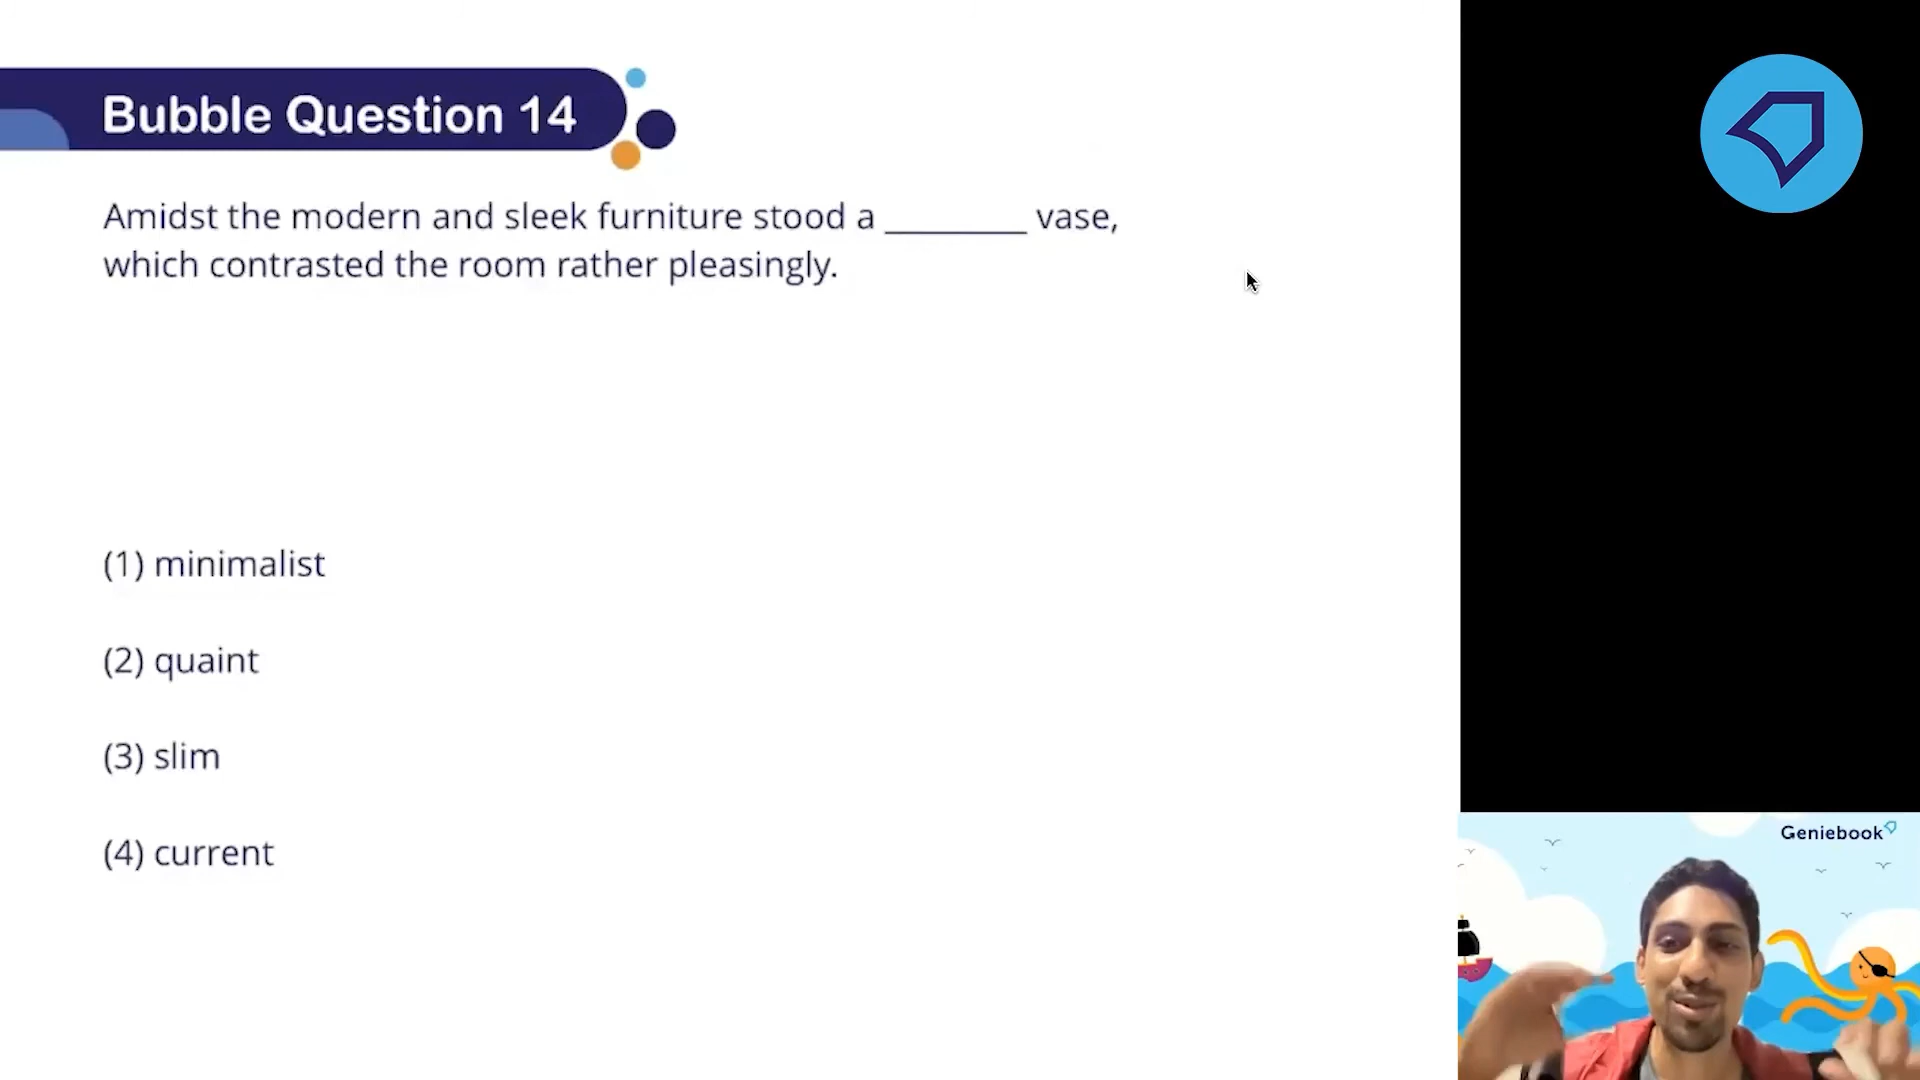 Bubble Question 14
Amidst the modern and sleek furniture stood a ________ vase,
which contrasted the room rather pleasingly.
(1) minimalist
(2) quaint
(3) slim
(4) current
Geniebook